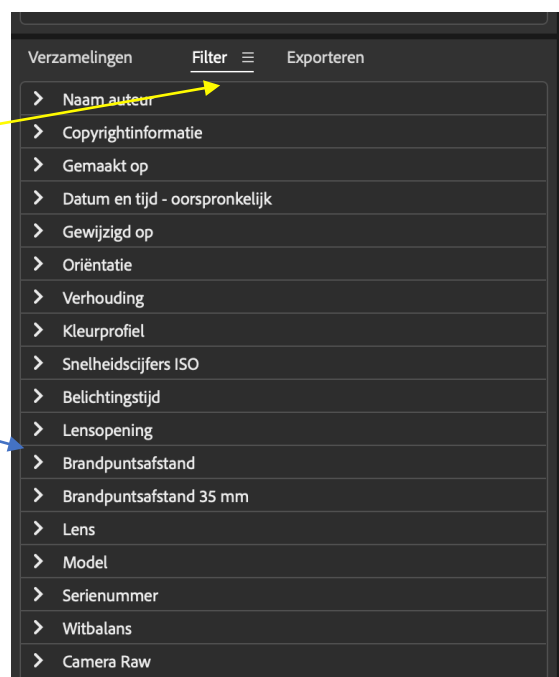 Verzamelingen Filter Exporteren
Naam auteur
Copyrightinformatie
Gemaakt op
Datum en tijd - oorspronkelijk
Gewijzigd op
Oriëntatie
Verhouding
Kleurprofiel
Snelheidscijfers ISO
Belichtingstijd
Lensopening
Brandpuntsafstand
Brandpuntsafstand 35 mm
Lens
Model
Serienummer
Witbalans
Camera Raw